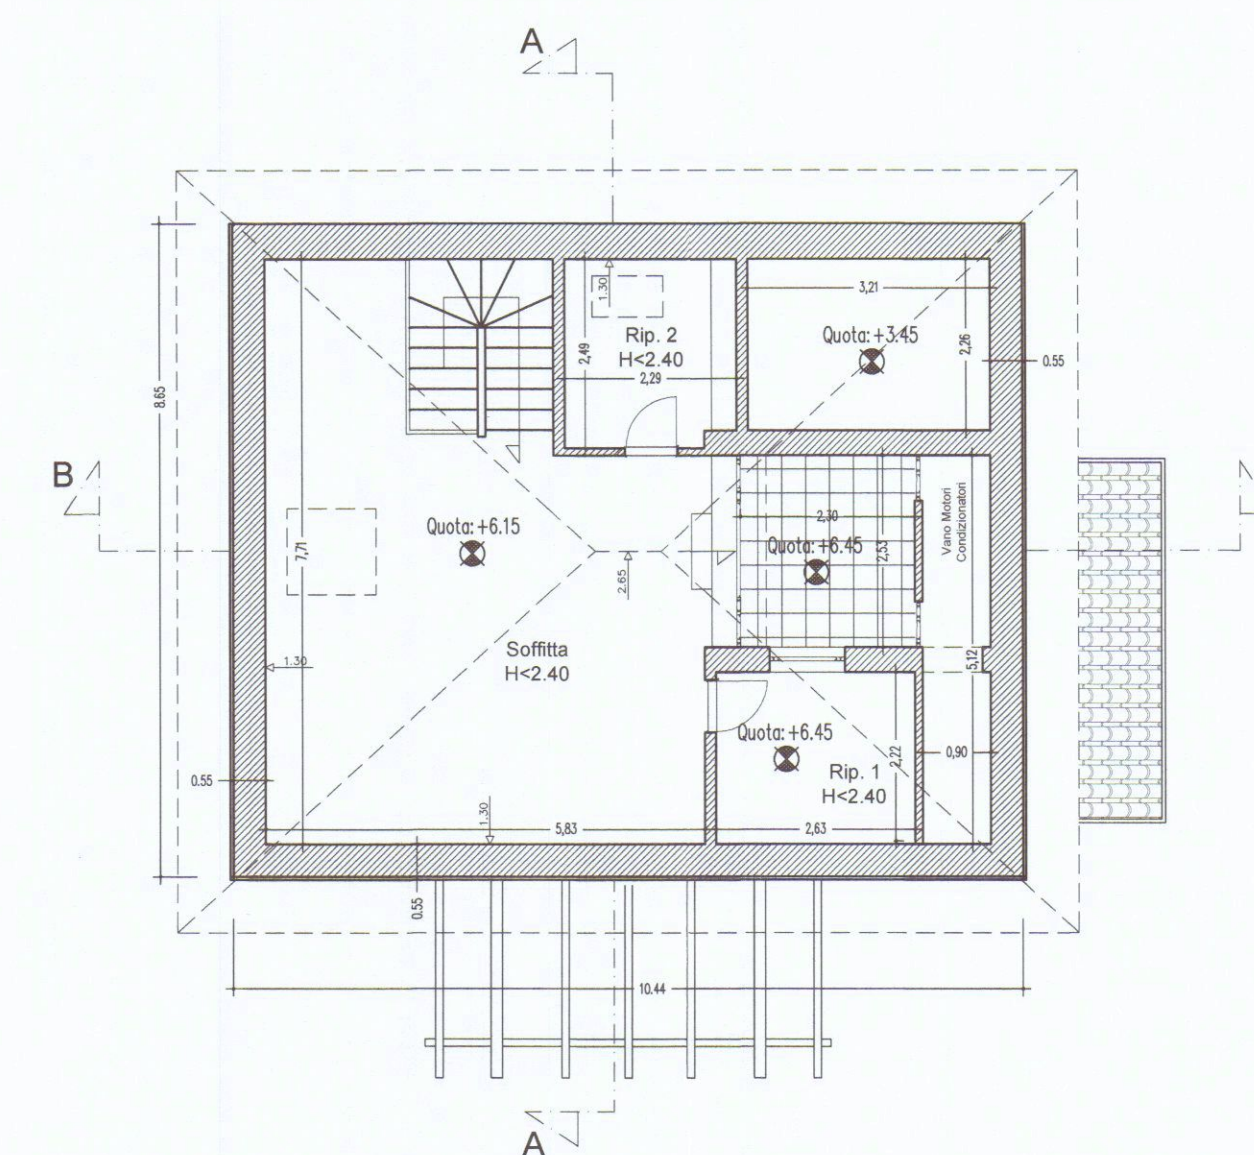 A
8.65
1.30
3,21
Rip. 2
H<2.40
Quota: +3.45
2,49
2,26
0.55
2,29
B
Quota: +6.15
7,71
2,30
Quota: +6.45
2,53
Vano Motori
Condizionatori
2.65
Soffitta
H<2.40
1.30
5,12
Quota: +6.45
Rip. 1
H<2.40
2,22
0,90
0.55
1.30
5,83
2,63
0.55
10.44
A